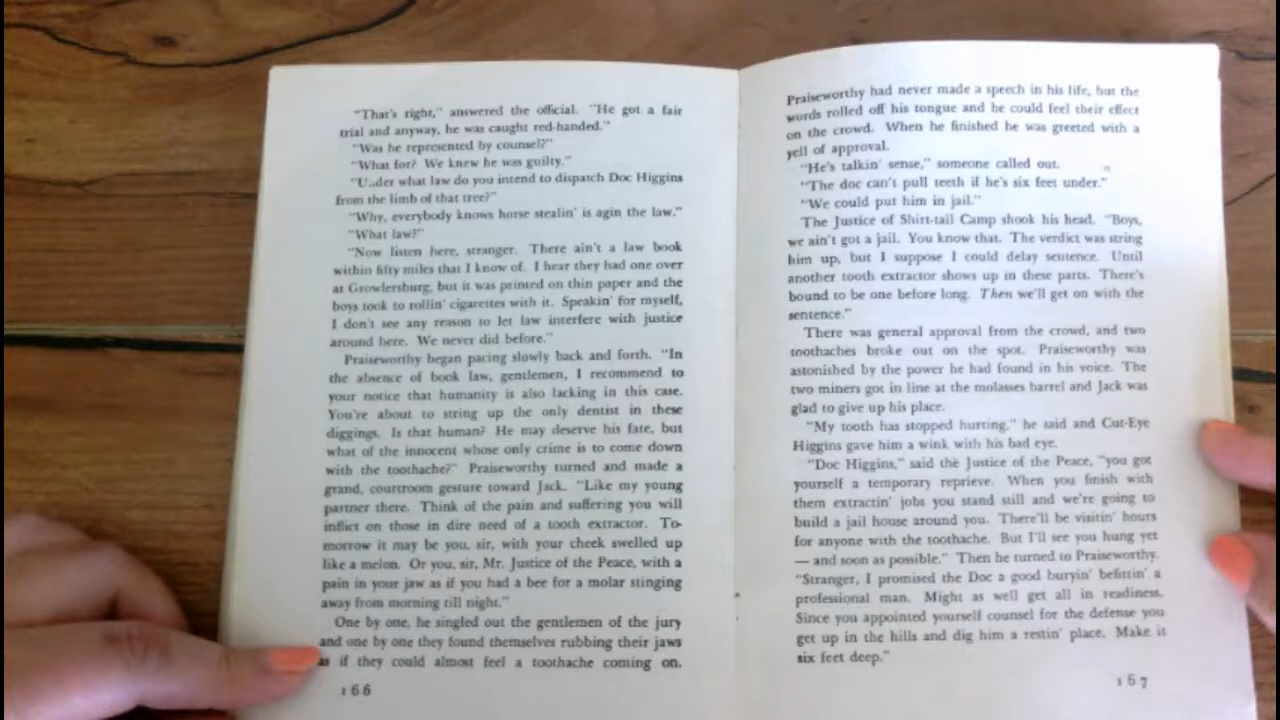 "That's right," answered the official. "He got a fair
trial and anyway, he was caught red-handed."
"Was he represented by counsel?"
"What for? We knew he was guilty."
"U..der what law do you intend to dispatch Doc Higgins
from the limb of that tree?"
"Why, everybody knows horse stealin' is agin the law."
"What law?"
"Now listen here, stranger. There ain't a law book
within fifty miles that I know of. I hear they had one over
at Growlersburg, but it was printed on thin paper and the
boys took to rollin' cigarettes with it. Speakin' for myself,
I don't see any reason to let law interfere with justice
around here. We never did before."
Praiseworthy began pacing slowly back and forth. "In
the absence of book law, gentlemen, I recommend to
your notice that humanity is also lacking in this case.
You're about to string up the only dentist in these
diggings. Is that human? He may deserve his fate, but
what of the innocent whose only crime is to come down
with the toothache?" Praiseworthy turned and made a
grand, courtroom gesture toward Jack. "Like my young
partner there. Think of the pain and suffering you will
inflict on those in dire need of a tooth extractor. To-
morrow it may be you, sir, with your cheek swelled up
like a melon. Or you, sir, Mr. Justice of the Peace, with a
pain in your jaw as if you had a bee for a molar stinging
away from morning till night."
One by one, he singled out the gentlemen of the jury
and one by one they found themselves rubbing their jaws
as if they could almost feel a toothache coming on.
166
Praiseworthy had never made a speech in his life, but the
words rolled off his tongue and he could feel their effect
on the crowd. When he finished he was greeted with a
yell of approval.
"He's talkin' sense," someone called out.
"The doc can't pull teeth if he's six feet under."
"We could put him in jail."
The Justice of Shirt-tail Camp shook his head. "Boys,
we ain't got a jail. You know that. The verdict was string
him up, but I suppose I could delay sentence. Until
another tooth extractor shows up in these parts. There's
bound to be one before long. Then we'll get on with the
sentence."
There was general approval from the crowd, and two
toothaches broke out on the spot. Praiseworthy was
astonished by the power he had found in his voice. The
two miners got in line at the molasses barrel and Jack was
glad to give up his place.
"My tooth has stopped hurting," he said and Cut-Eye
Higgins gave him a wink with his bad eye.
"Doc Higgins," said the Justice of the Peace, "you got
yourself a temporary reprieve. When you finish with
them extractin' jobs you stand still and we're going to
build a jail house around you. There'll be visitin' hours
for anyone with the toothache. But I'll see you hung yet
— and soon as possible." Then he turned to Praiseworthy.
"Stranger, I promised the Doc a good buryin' befittin' a
professional man. Might as well get all in readiness.
Since you appointed yourself counsel for the defense you
get up in the hills and dig him a restin' place. Make it
six feet deep."
167